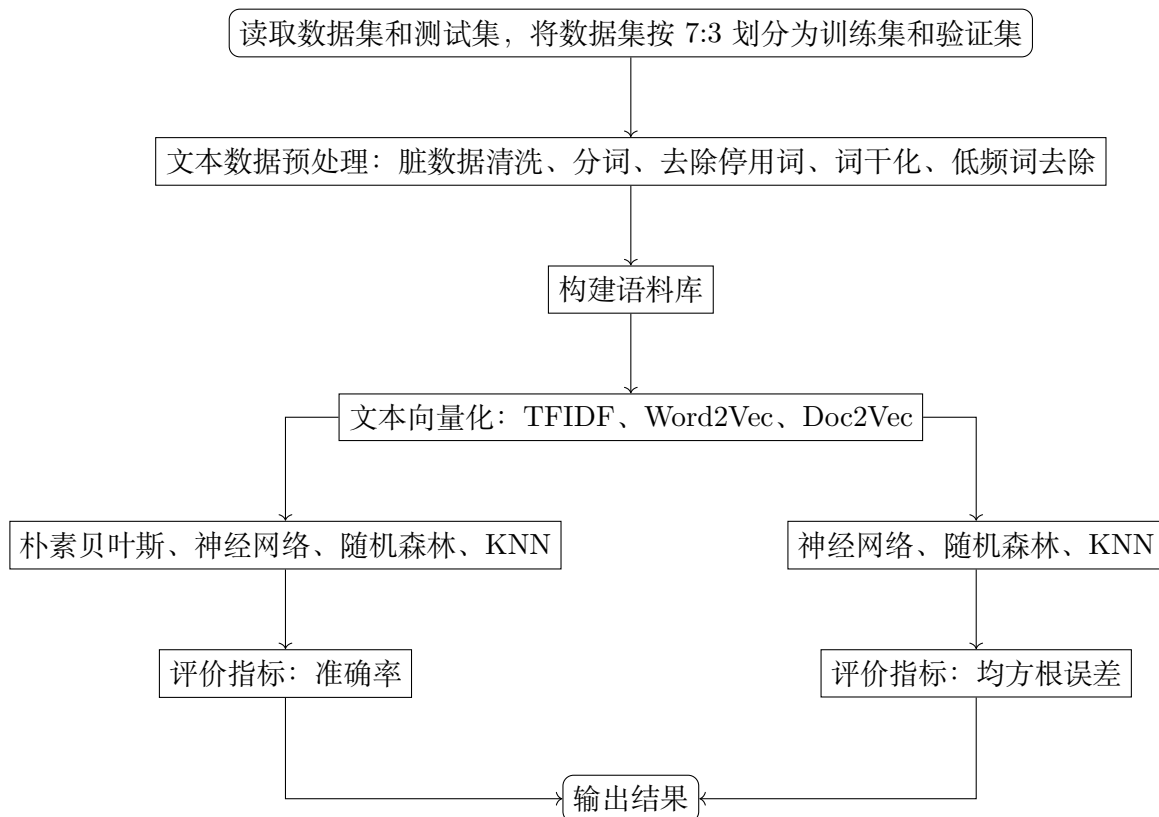 读取数据集和测试集，将数据集按 7:3 划分为训练集和验证集
文本数据预处理：脏数据清洗、分词、去除停用词、词干化、低频词去除
构建语料库
文本向量化：TFIDF、Word2Vec、Doc2Vec
朴素贝叶斯、神经网络、随机森林、KNN
神经网络、随机森林、KNN
评价指标：准确率
评价指标：均方根误差
输出结果